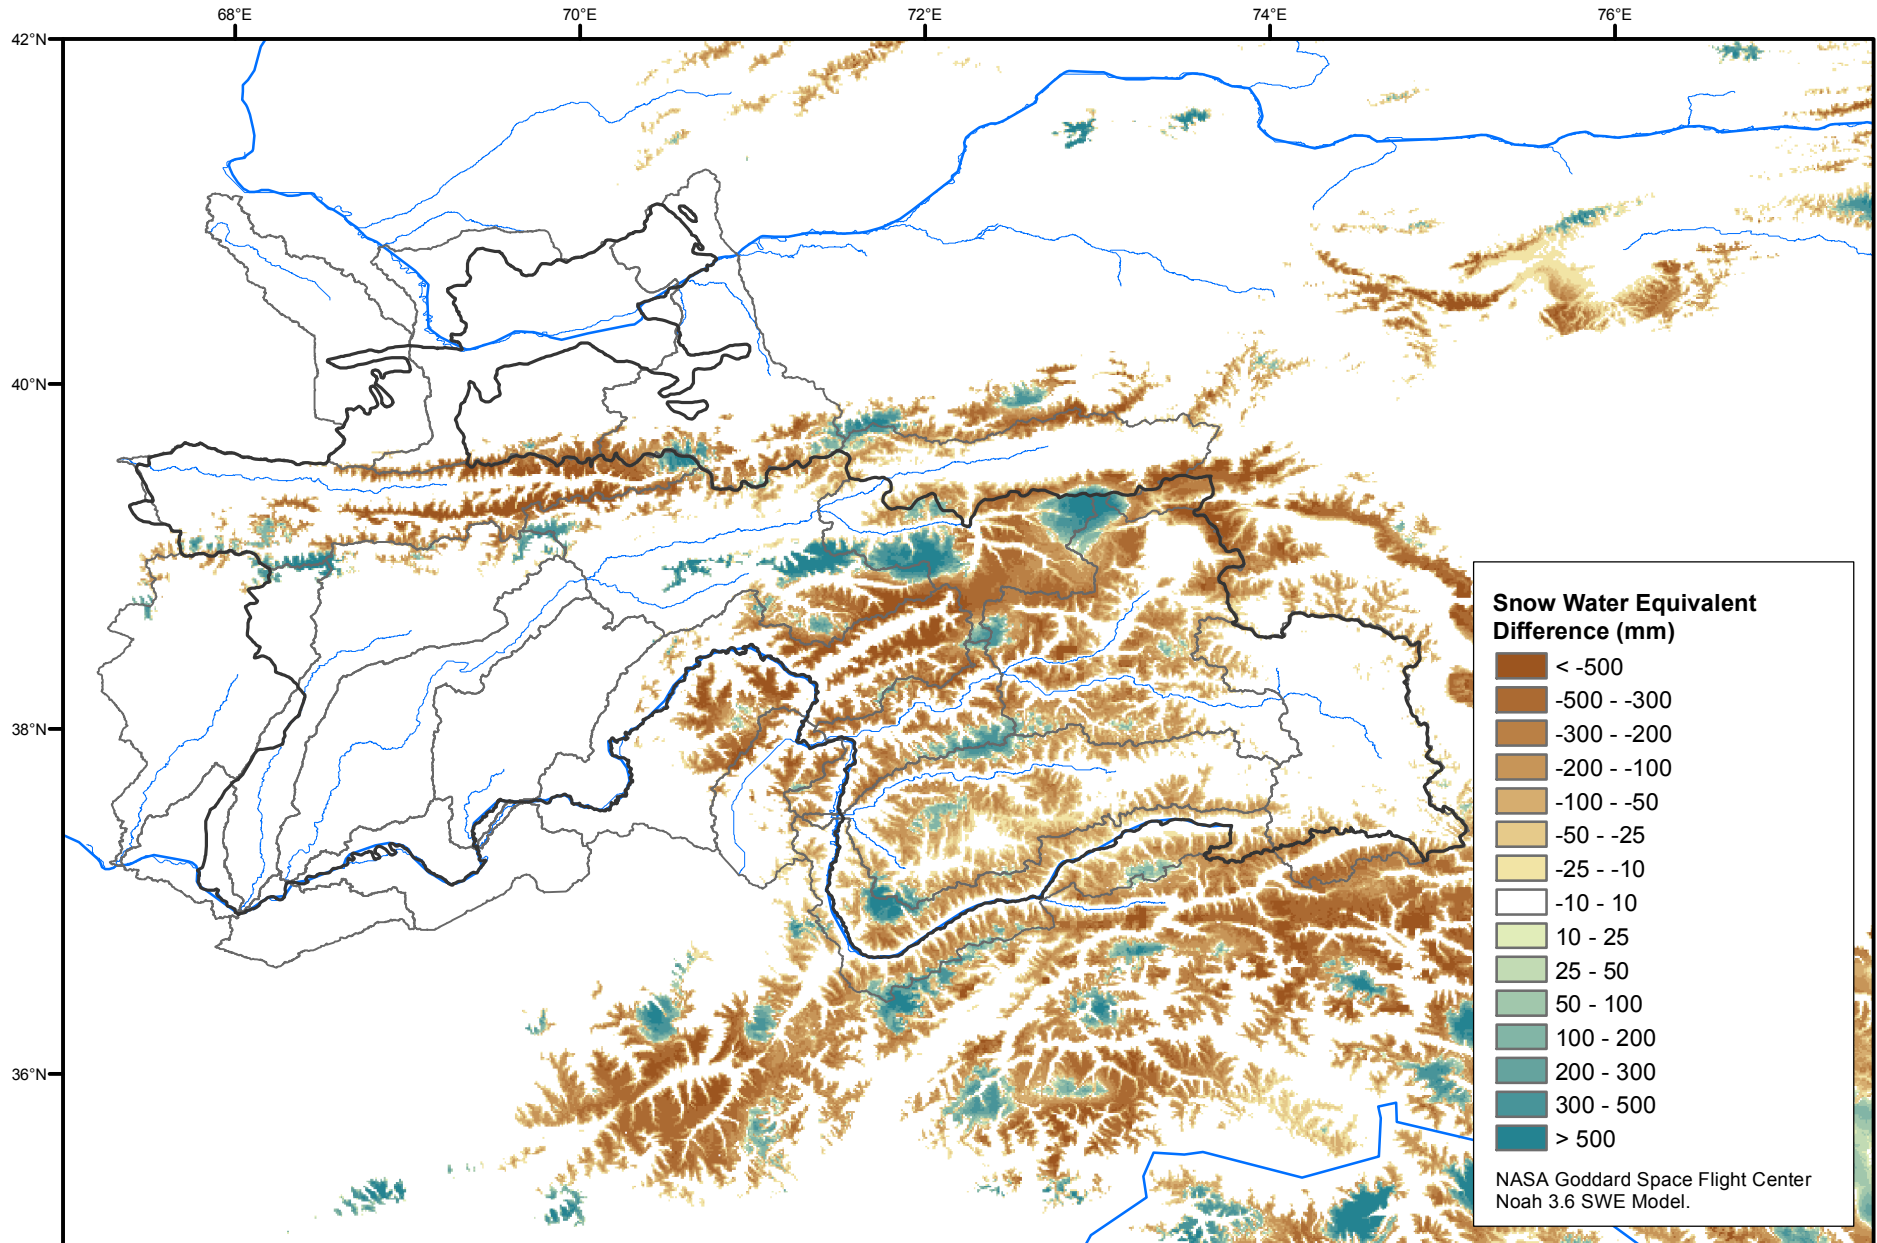 68°E
70°E
72°E
74°E
76°E
42°N
40°N
38°N
36°N
Snow Water Equivalent
Difference (mm)
< -500
-500 - -300
-300 - -200
-200 - -100
-100 - -50
-50 - -25
-25 - -10
-10 - 10
10 - 25
25 - 50
50 - 100
100 - 200
200 - 300
300 - 500
> 500
NASA Goddard Space Flight Center
Noah 3.6 SWE Model.